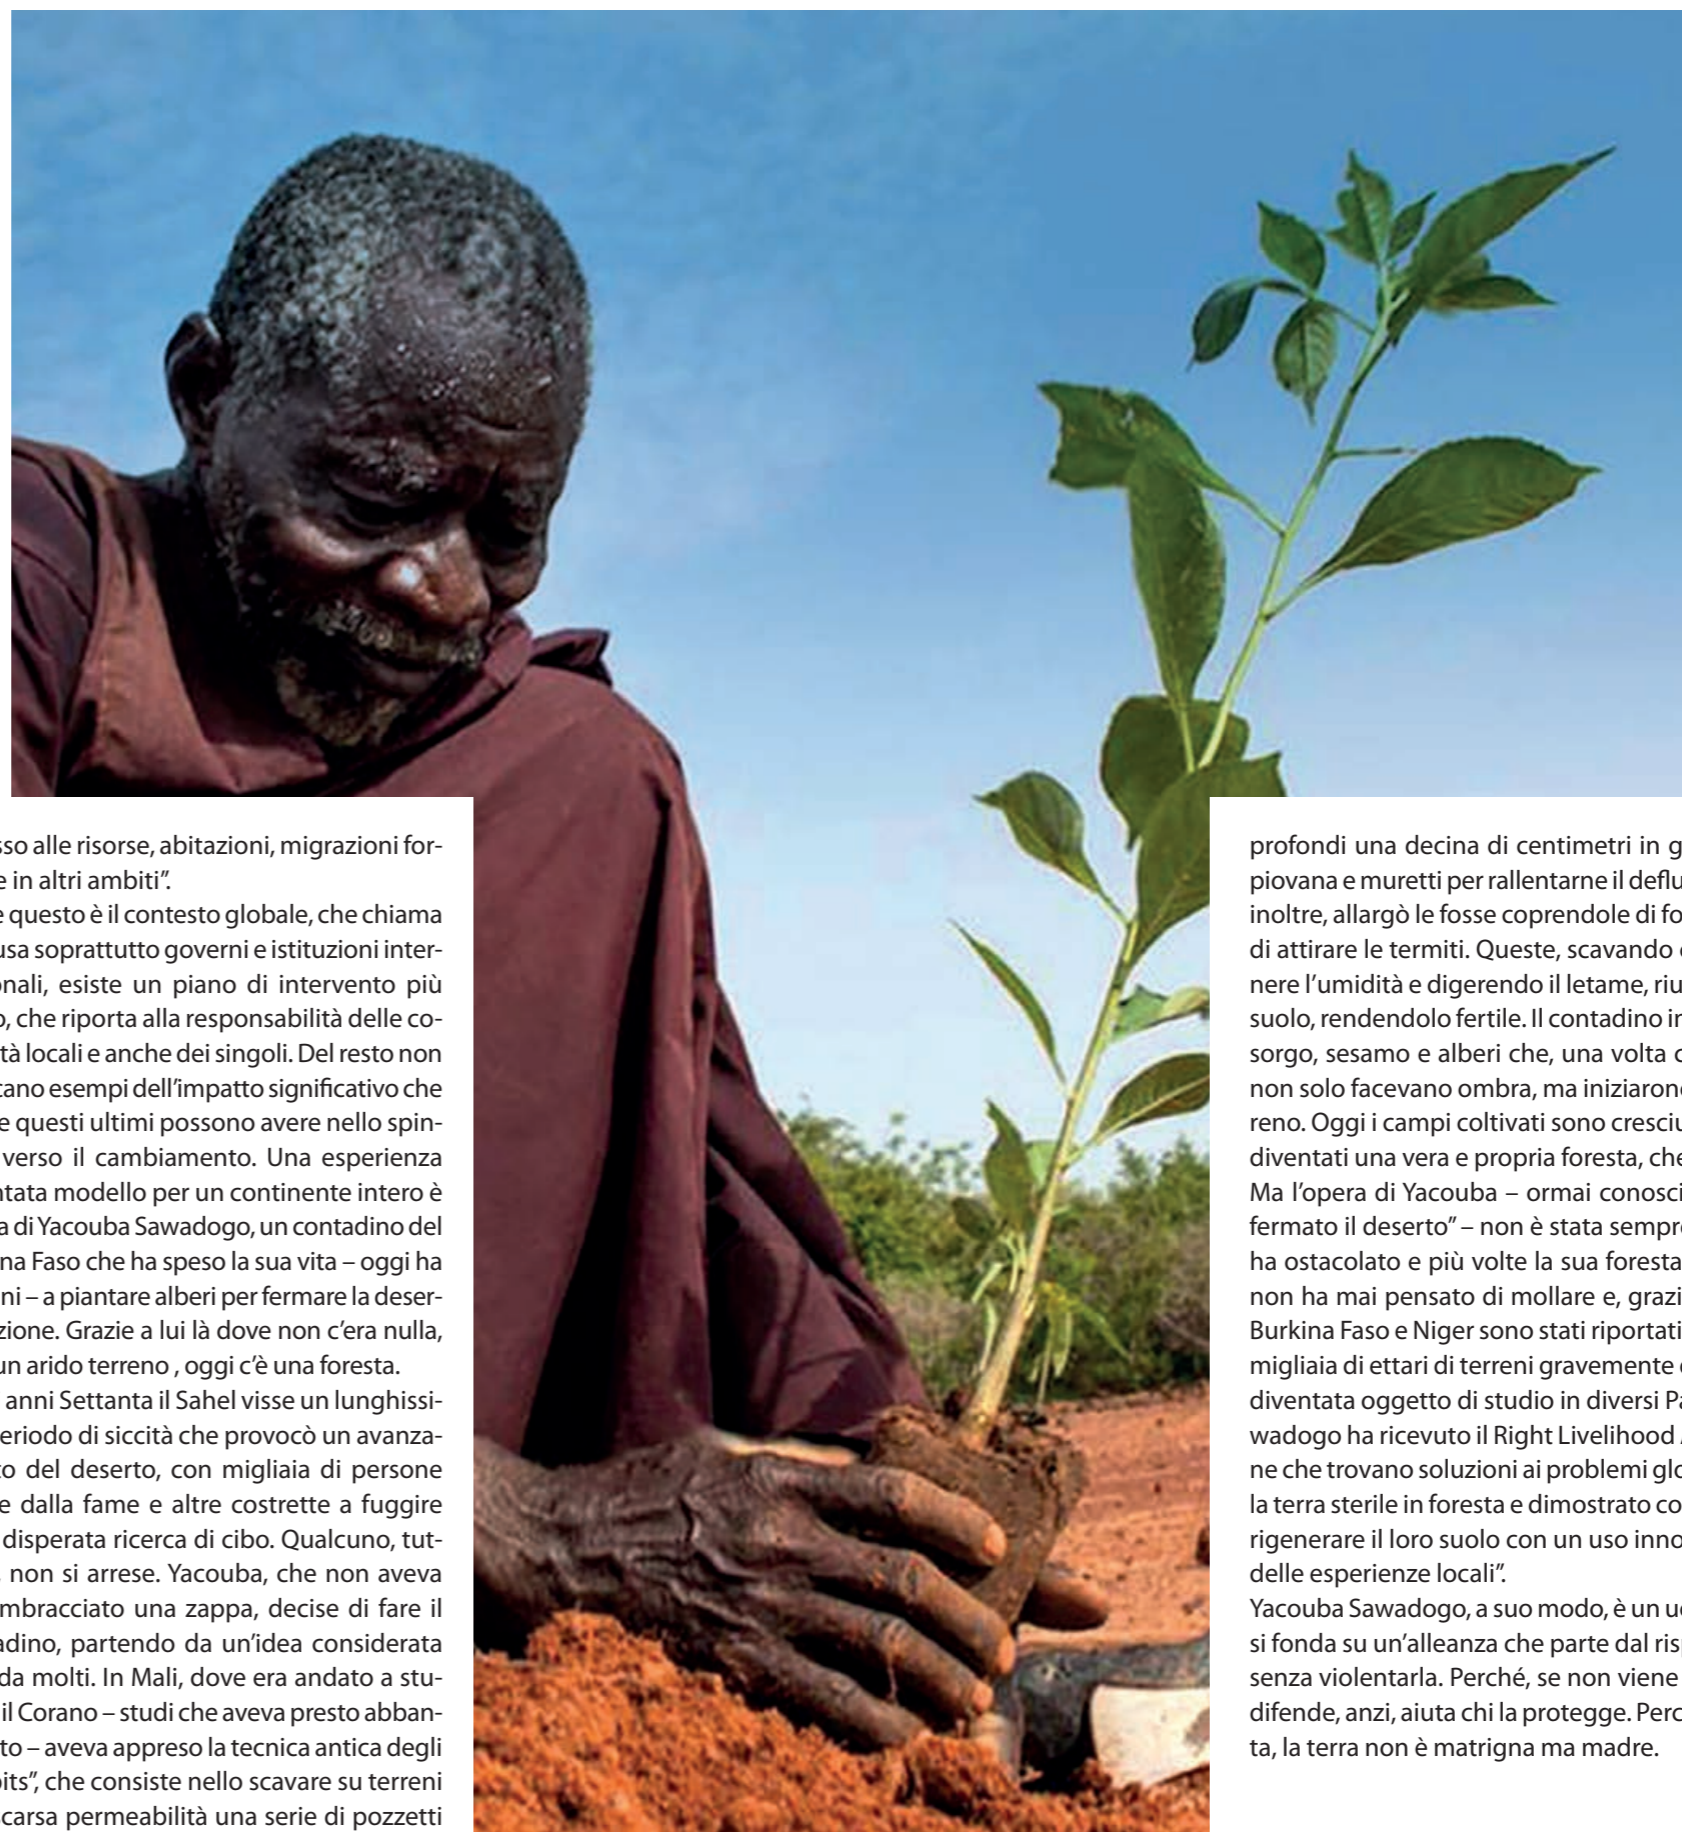 sso alle risorse, abitazioni, migrazioni for-
e in altri ambiti”.
e questo è il contesto globale, che chiama
usa soprattutto governi e istituzioni inter-
onali, esiste un piano di intervento più
o, che riporta alla responsabilità delle co-
tà locali e anche dei singoli. Del resto non
cano esempi dell’impatto significativo che
e questi ultimi possono avere nello spin-
verso il cambiamento. Una esperienza
ntata modello per un continente intero è
a di Yacouba Sawadogo, un contadino del
na Faso che ha speso la sua vita – oggi ha
ni – a piantare alberi per fermare la deser-
zione. Grazie a lui là dove non c’era nulla,
un arido terreno , oggi c’è una foresta.
anni Settanta il Sahel visse un lunghissi-
eriodo di siccità che provocò un avanza-
to del deserto, con migliaia di persone
e dalla fame e altre costrette a fuggire
disperata ricerca di cibo. Qualcuno, tut-
, non si arrese. Yacouba, che non aveva
mbracciato una zappa, decise di fare il
adino, partendo da un’idea considerata
da molti. In Mali, dove era andato a stu-
il Corano – studi che aveva presto abban-
to – aveva appreso la tecnica antica degli
pits”, che consiste nello scavare su terreni
carsa permeabilità una serie di pozzetti
profondi una decina di centimetri in g
piovana e muretti per rallentarne il deflu
inoltre, allargò le fosse coprendole di fo
di attirare le termiti. Queste, scavando
nere l’umidità e digerendo il letame, riu
suolo, rendendolo fertile. Il contadino in
sorgo, sesamo e alberi che, una volta c
non solo facevano ombra, ma iniziarono
reno. Oggi i campi coltivati sono cresciu
diventati una vera e propria foresta, che
Ma l’opera di Yacouba – ormai conosci
fermato il deserto” – non è stata sempre
ha ostacolato e più volte la sua foresta
non ha mai pensato di mollare e, grazi
Burkina Faso e Niger sono stati riportati
migliaia di ettari di terreni gravemente
diventata oggetto di studio in diversi Pa
wadogo ha ricevuto il Right Livelihood
ne che trovano soluzioni ai problemi glo
la terra sterile in foresta e dimostrato co
rigenerare il loro suolo con un uso inno
delle esperienze locali”.
Yacouba Sawadogo, a suo modo, è un uo
si fonda su un’alleanza che parte dal risp
senza violentarla. Perché, se non viene
difende, anzi, aiuta chi la protegge. Perc
ta, la terra non è matrigna ma madre.